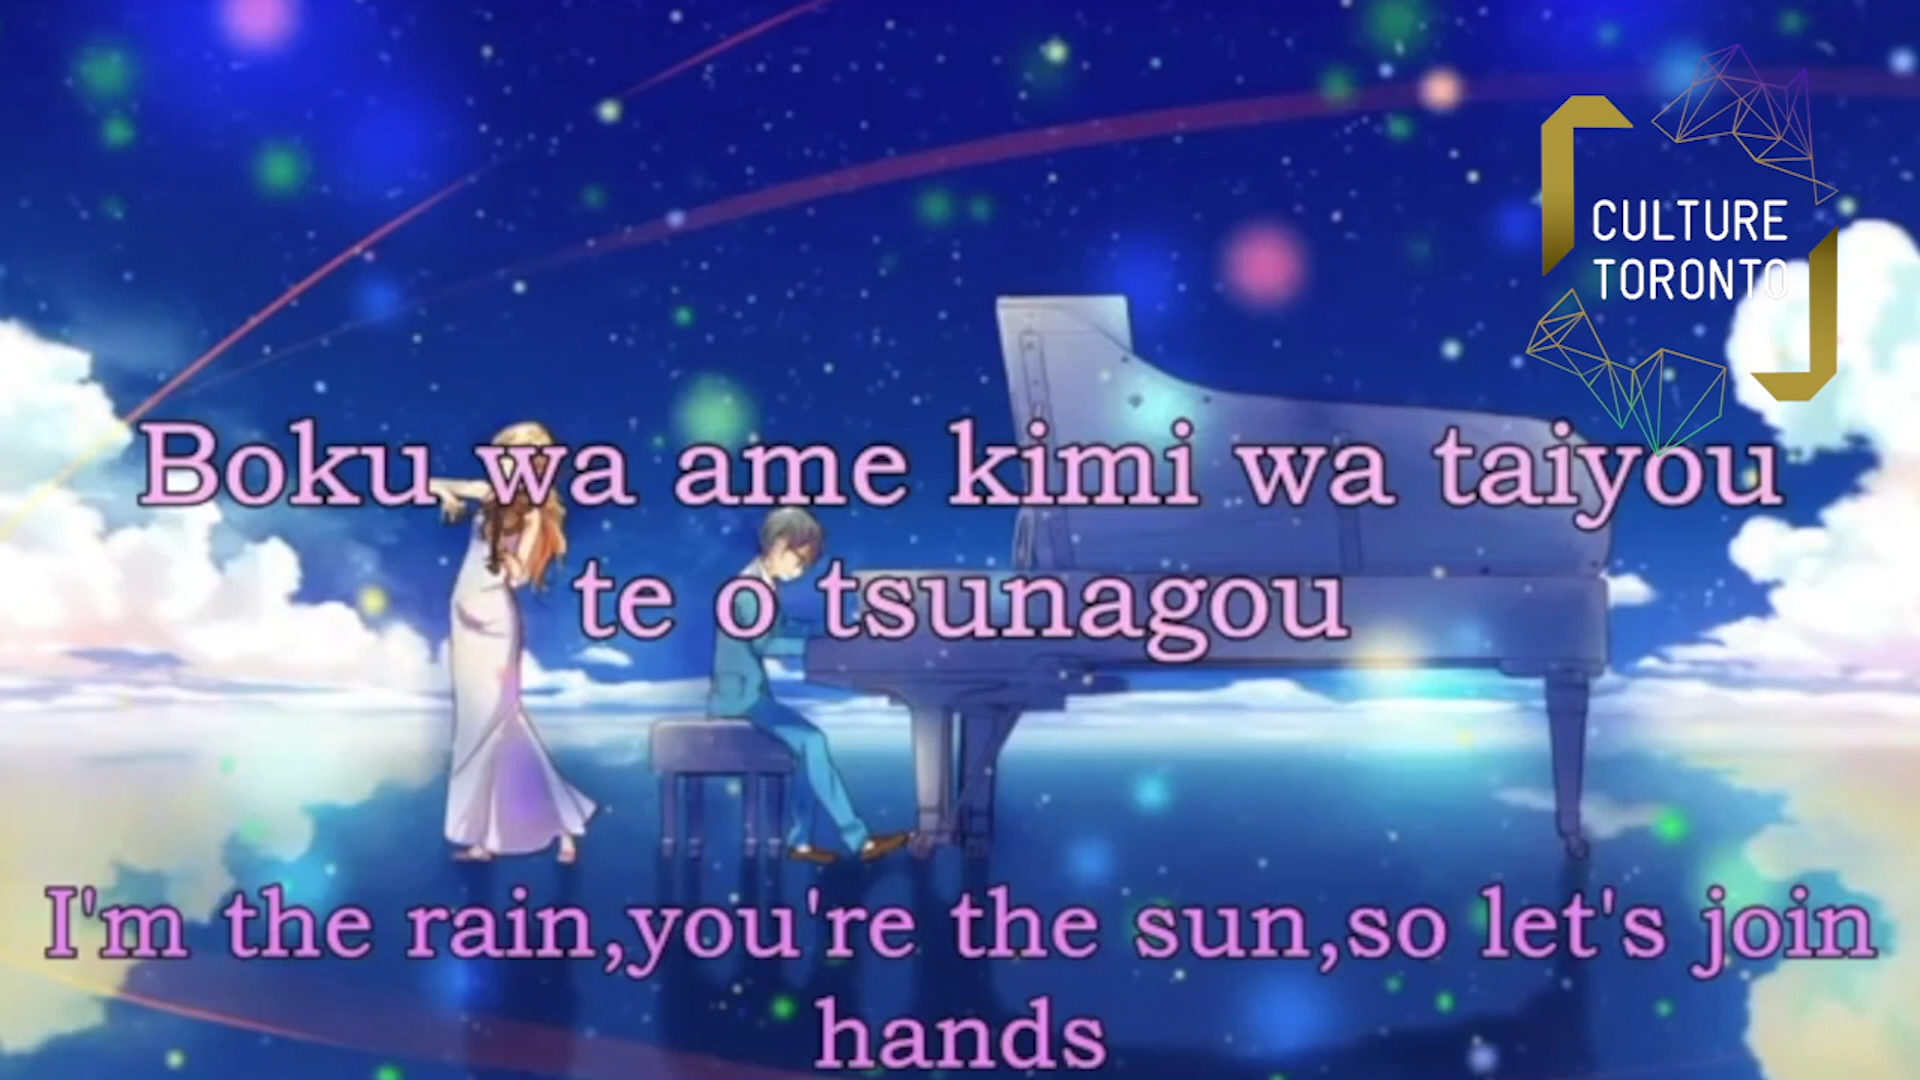 CULTURE
TORONTO
Boku wa ame kimi wa taiyou
te o tsunagou
I'm the rain,you're the sun,so let's join
hands